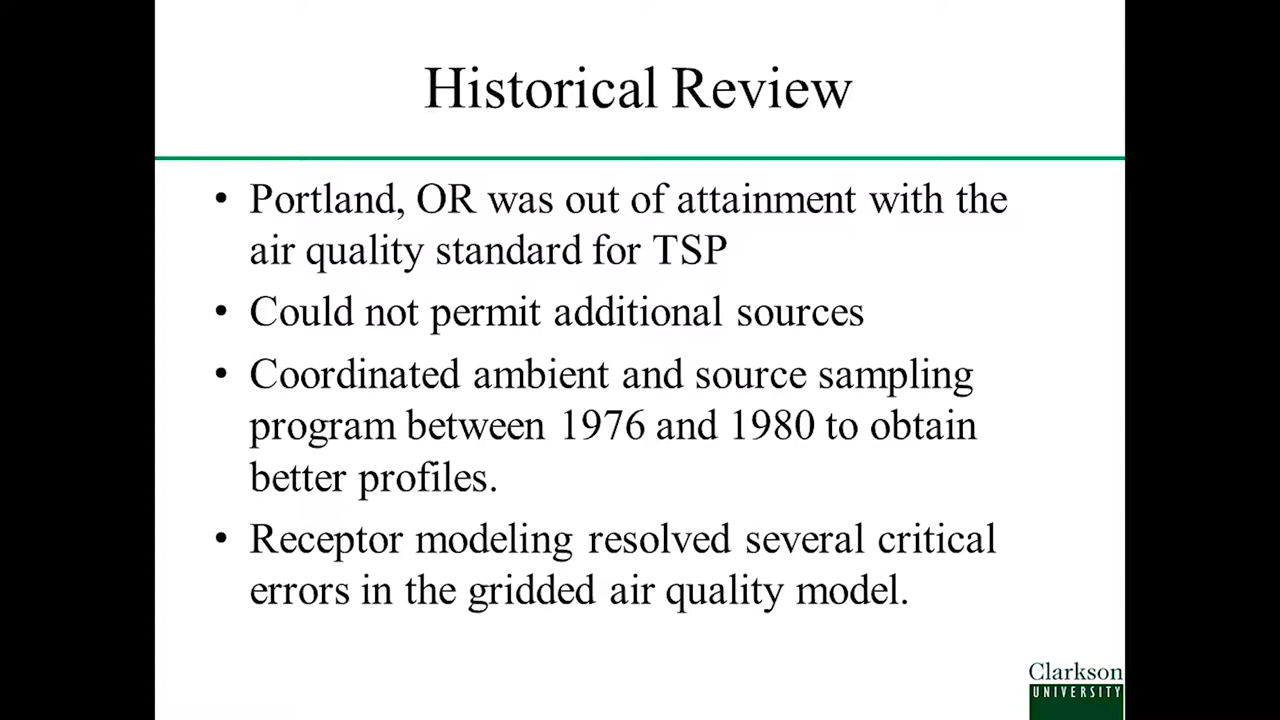 Historical Review
• Portland, OR was out of attainment with the
air quality standard for TSP
• Could not permit additional sources
• Coordinated ambient and source sampling
program between 1976 and 1980 to obtain
better profiles.
• Receptor modeling resolved several critical
errors in the gridded air quality model.
Clarkson
UNIVERSITY